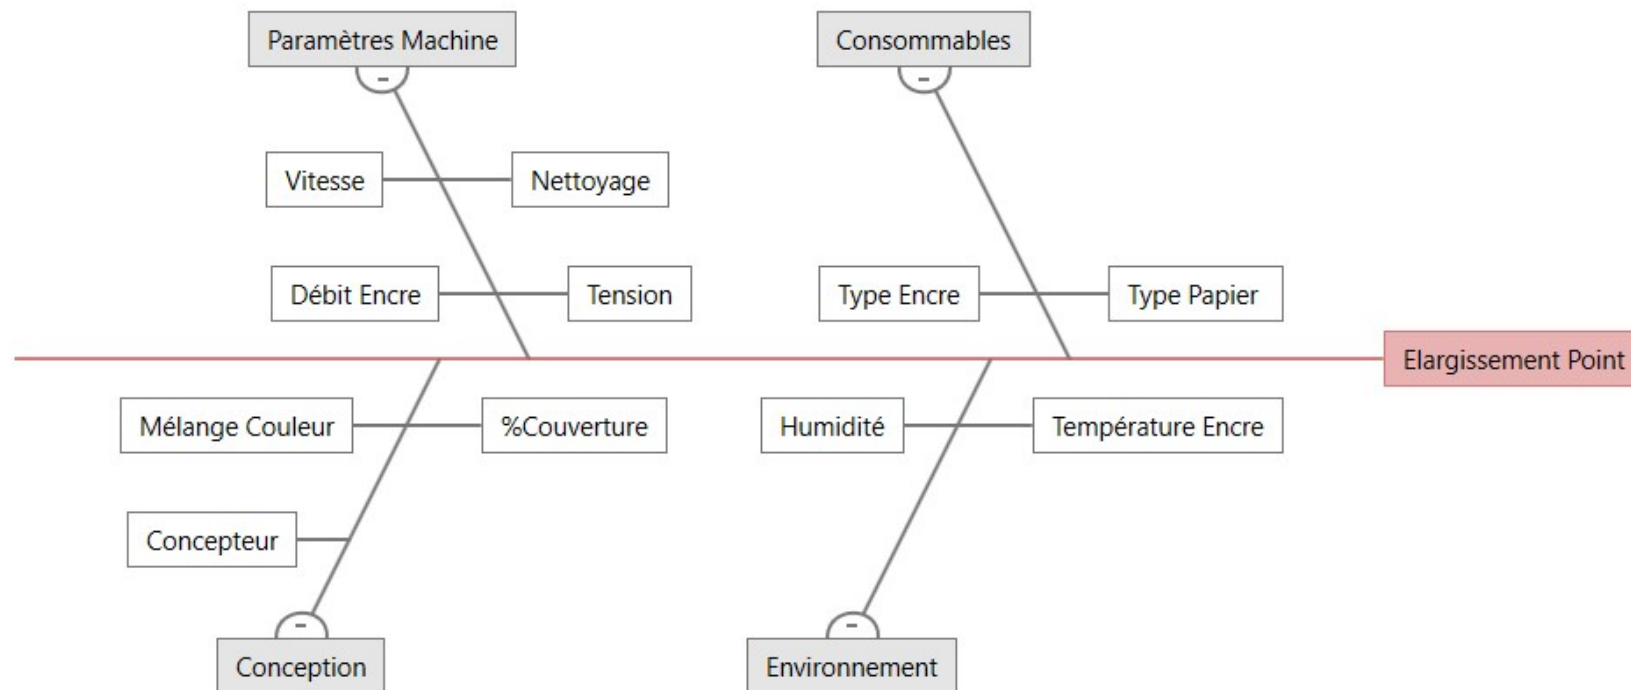 Paramètres Machine
Consommables
Vitesse
Nettoyage
Débit Encre
Tension
Type Encre
Type Papier
Elargissement Point
Mélange Couleur
%Couverture
Humidité
Température Encre
Concepteur
Conception
Environnement